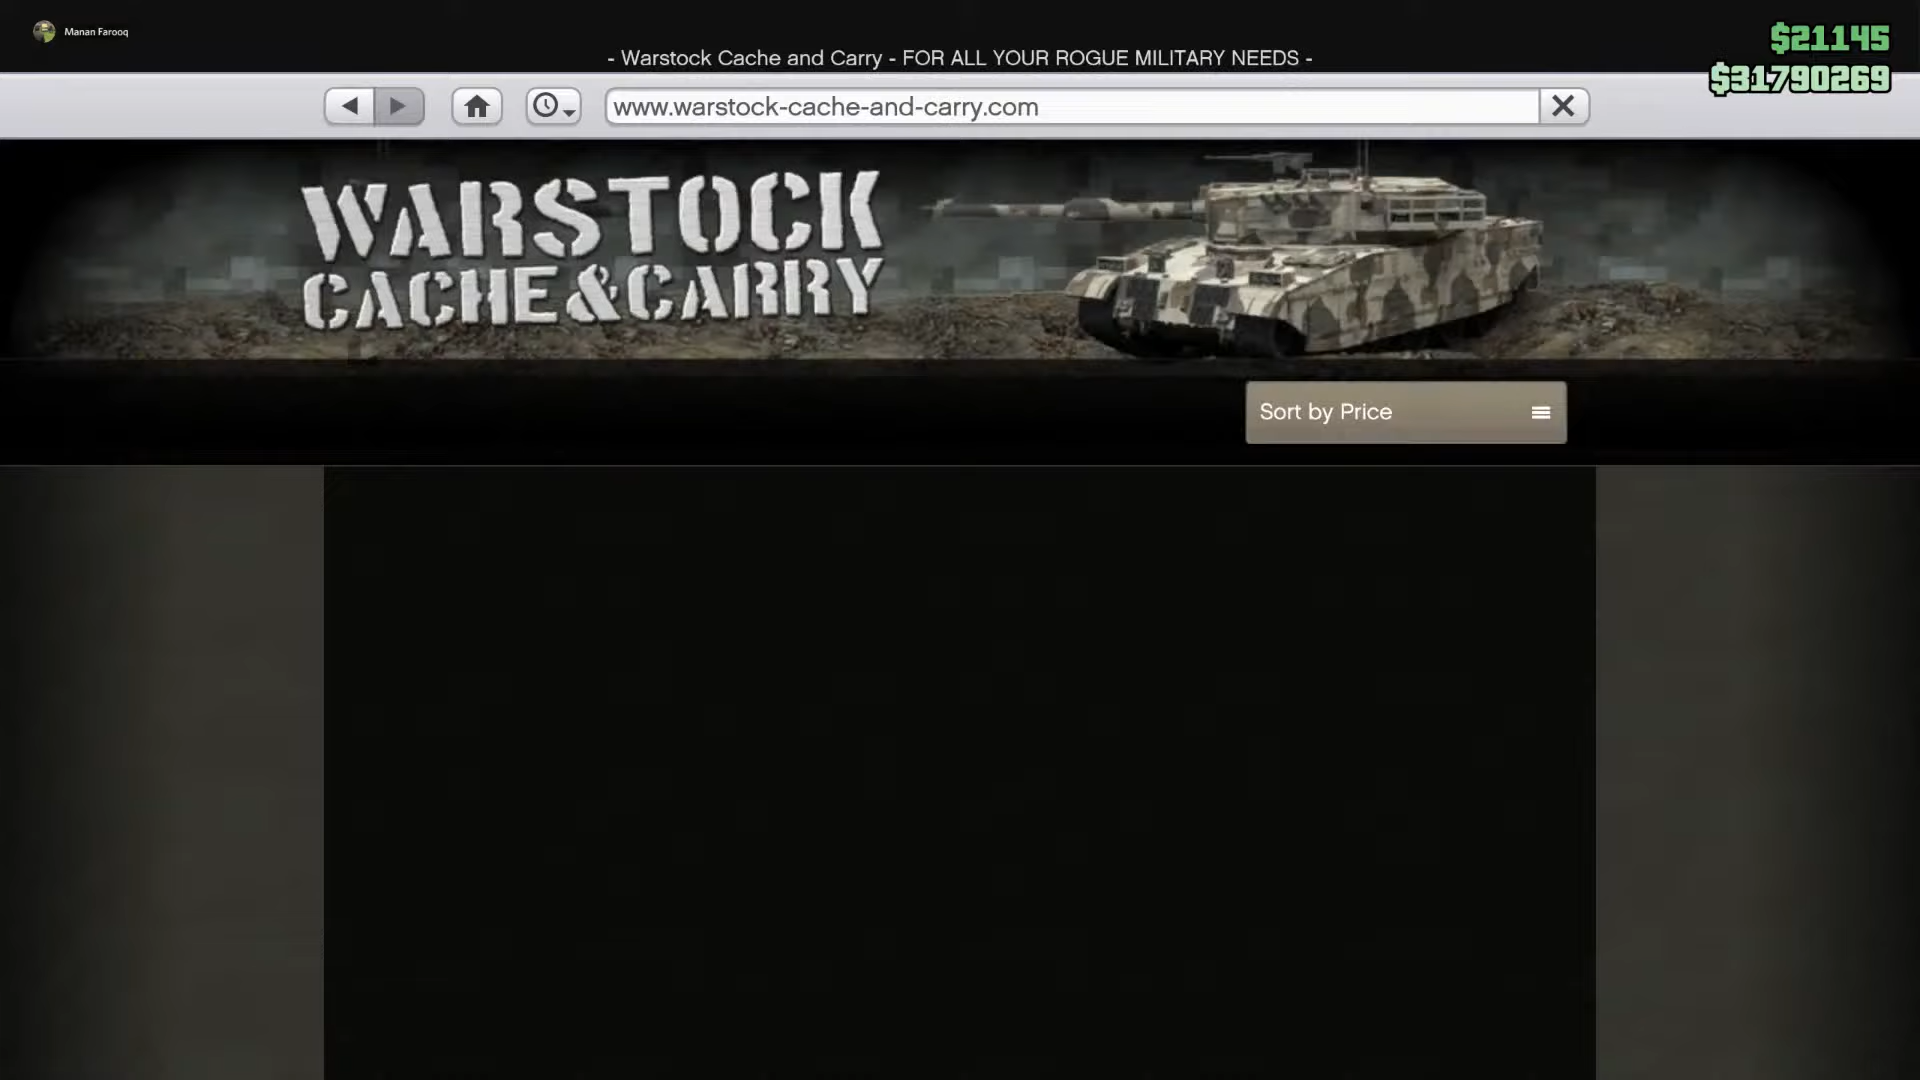 Manan Farooq
$21145
- Warstock Cache and Carry - FOR ALL YOUR ROGUE MILITARY NEEDS -
$31790269
www.warstock-cache-and-carry.com
WARSTOCK
CACHE & CARRY
Sort by Price